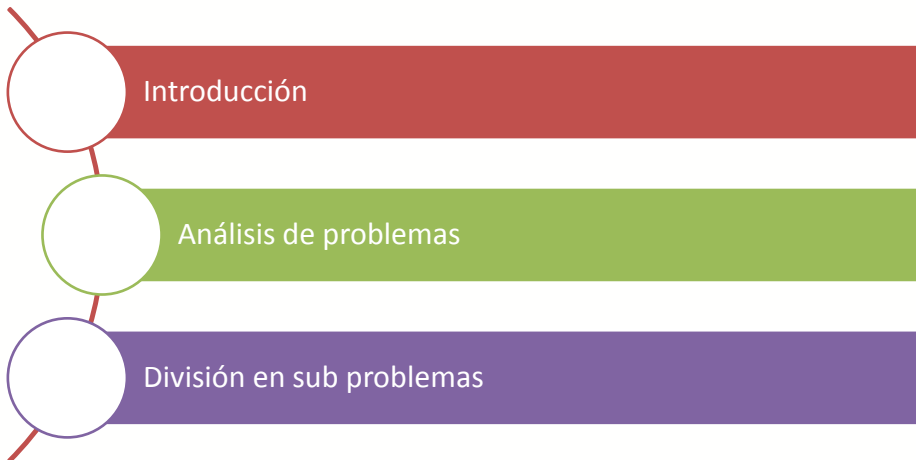 Introducción
Análisis de problemas
División en sub problemas